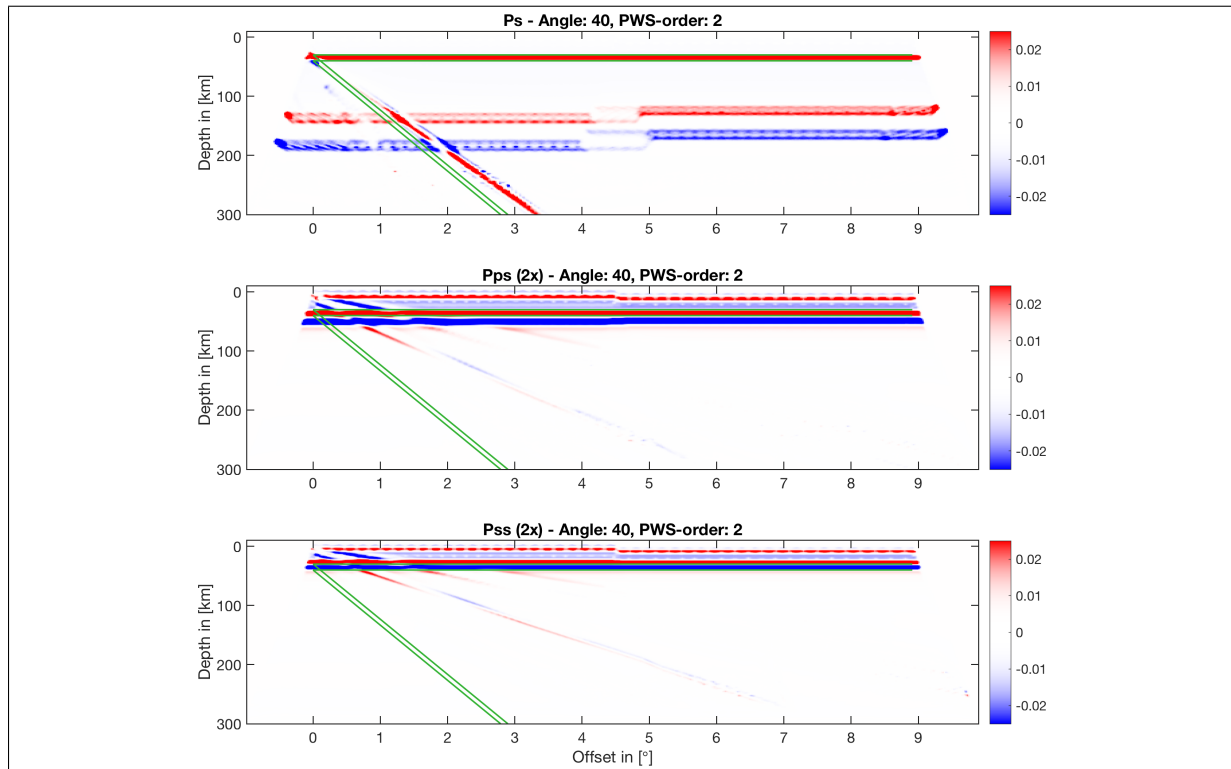 Ps - Angle: 40, PWS-order: 2
0
100
200
300
Depth in [km]
0 1 2 3 4 5 6 7 8 9
0.02
0.01
0
-0.01
-0.02
Pps (2x) - Angle: 40, PWS-order: 2
0
100
200
300
Depth in [km]
0 1 2 3 4 5 6 7 8 9
0.02
0.01
0
-0.01
-0.02
Pss (2x) - Angle: 40, PWS-order: 2
0
100
200
300
Depth in [km]
0 1 2 3 4 5 6 7 8 9
Offset in [°]
0.02
0.01
0
-0.01
-0.02